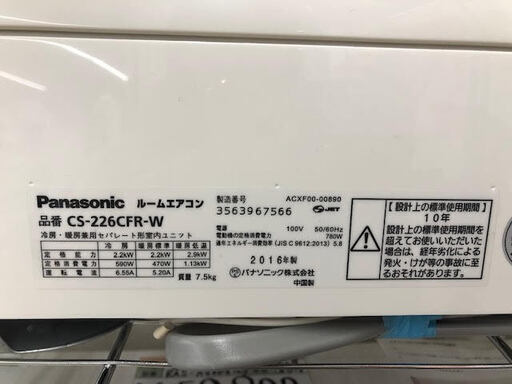 Panasonic ルームエアコン
品番 CS-226CFR-W
冷房・暖房兼用セパレート形室内ユニット
冷房 暖房標準 暖房低温
定格能力 2.2kW 2.2kW 2.9kW
定格消費電力 590W 470W 1.13kW
運転電流 6.55A 5.20A 質量 7.5kg
製造番号 ACXF00-00890
3563967566 JET
電源 100V 50/60Hz
電動機の定格消費電力 780W
通年エネルギー消費効率(JIS C 9612:2013) 5.8
2016年製
パナソニック株式会社
中国製
【設計上の標準使用期間】
10年
設計上の標準使用期間を
超えてお使いいただいた
場合は、経年劣化による
発火・けが等の事故に至
るおそれがあります。